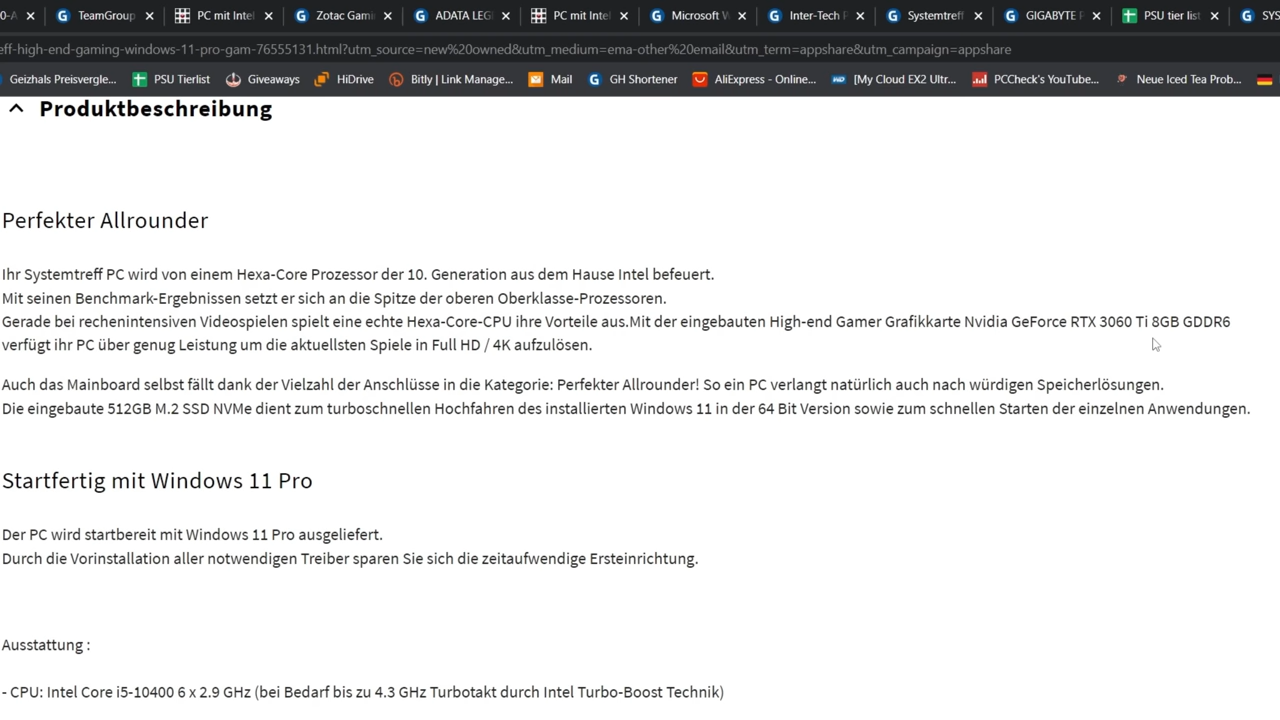 0-A
TeamGroup
PC mit Intel
Zotac Gami
ADATA LEG
PC mit Intel
Microsoft W
Inter-Tech
Systemtreff
GIGABYTE P
PSU tier list
SYS
eff-high-end-gaming-windows-11-pro-gam-76555131.html?utm_source=new%20owned&utm_medium=ema-other%20email&utm_term=appshare&utm_campaign=appshare
Geizhals Preisvergle...
PSU Tierlist
Giveaways
HiDrive
Bitly | Link Manage...
Mail
GH Shortener
AliExpress - Online...
[My Cloud EX2 Ultr...
PCCheck's YouTube...
Neue Iced Tea Prob...
Produktbeschreibung
Perfekter Allrounder
Ihr Systemtreff PC wird von einem Hexa-Core Prozessor der 10. Generation aus dem Hause Intel befeuert.
Mit seinen Benchmark-Ergebnissen setzt er sich an die Spitze der oberen Oberklasse-Prozessoren.
Gerade bei rechenintensiven Videospielen spielt eine echte Hexa-Core-CPU ihre Vorteile aus.Mit der eingebauten High-end Gamer Grafikkarte Nvidia GeForce RTX 3060 Ti 8GB GDDR6
verfügt ihr PC über genug Leistung um die aktuellsten Spiele in Full HD / 4K aufzulösen.
Auch das Mainboard selbst fällt dank der Vielzahl der Anschlüsse in die Kategorie: Perfekter Allrounder! So ein PC verlangt natürlich auch nach würdigen Speicherlösungen.
Die eingebaute 512GB M.2 SSD NVMe dient zum turboschnellen Hochfahren des installierten Windows 11 in der 64 Bit Version sowie zum schnellen Starten der einzelnen Anwendungen.
Startfertig mit Windows 11 Pro
Der PC wird startbereit mit Windows 11 Pro ausgeliefert.
Durch die Vorinstallation aller notwendigen Treiber sparen Sie sich die zeitaufwendige Ersteinrichtung.
Ausstattung :
- CPU: Intel Core i5-10400 6 x 2.9 GHz (bei Bedarf bis zu 4.3 GHz Turbotakt durch Intel Turbo-Boost Technik)